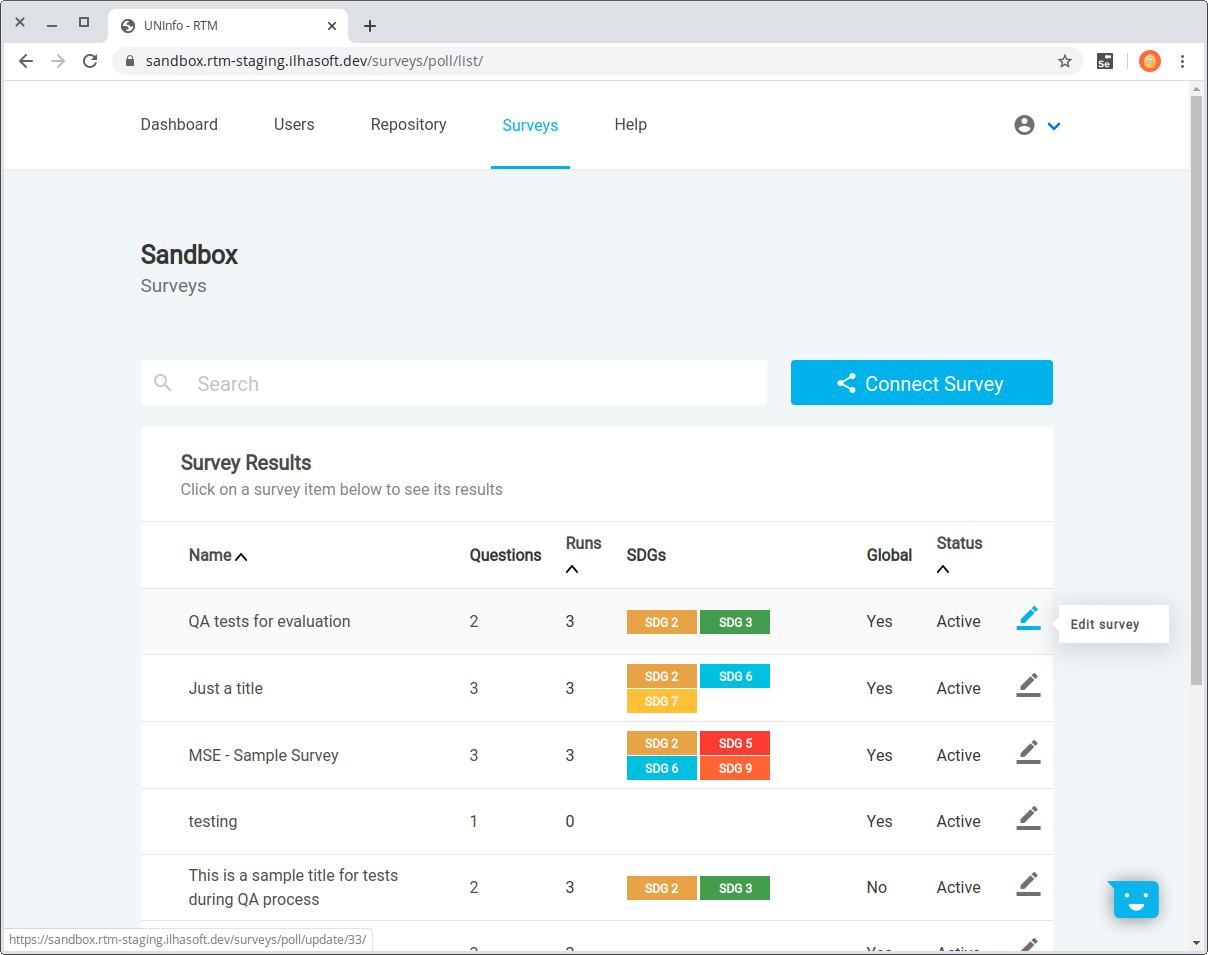 UNInfo - RTM
sandbox.rtm-staging.ilhasoft.dev/surveys/poll/list/
Se
Dashboard Users Repository Surveys Help
Sandbox
Surveys
Search
Connect Survey
Survey Results
Click on a survey item below to see its results
Name Questions Runs SDGs Global Status
QA tests for evaluation 2 3 SDG 2 SDG 3 Yes Active
Edit survey
Just a title 3 3 SDG 2 SDG 6 Yes Active
SDG 7
MSE - Sample Survey 3 3 SDG 2 SDG 5 Yes Active
SDG 6 SDG 9
testing 1 0 Yes Active
This is a sample title for tests
during QA process 2 3 SDG 2 SDG 3 No Active
https://sandbox.rtm-staging.ilhasoft.dev/surveys/poll/update/33/